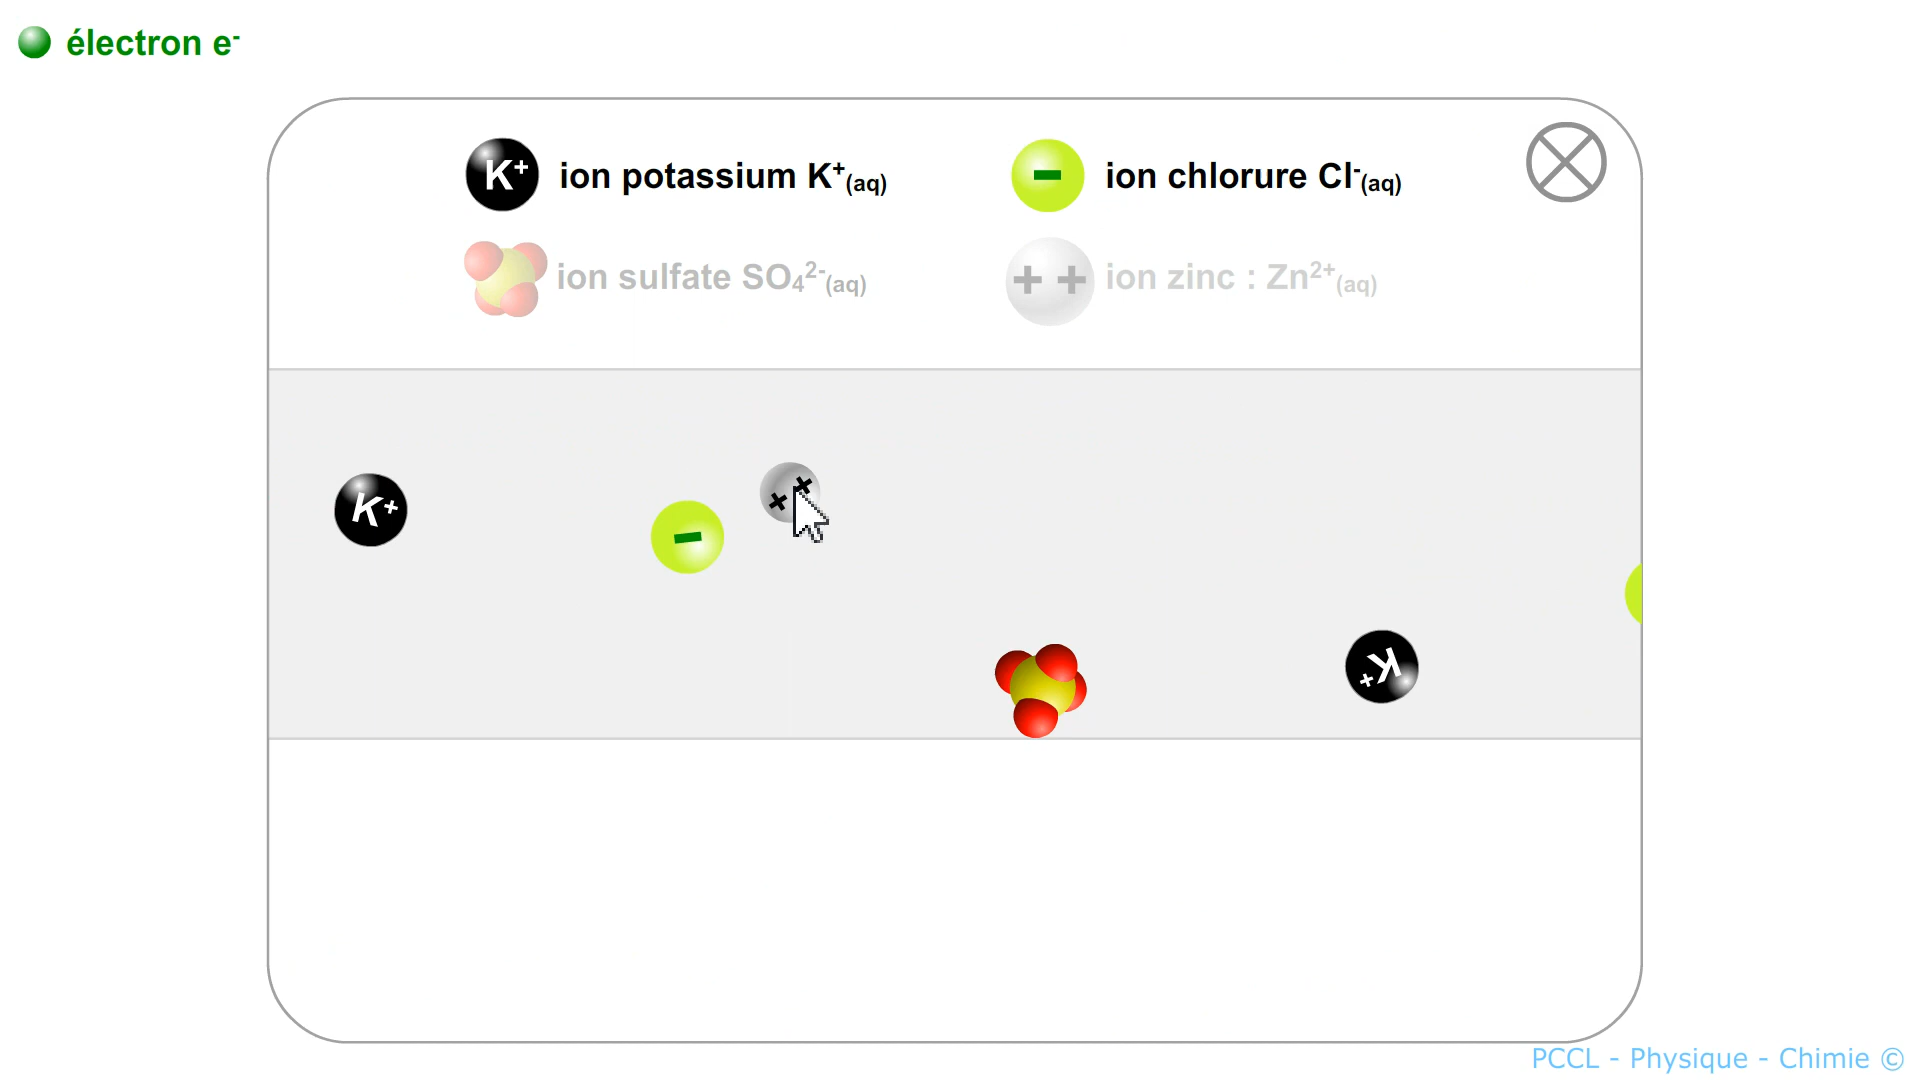 électron e⁻
K⁺ ion potassium K⁺(aq)
− ion chlorure Cl⁻(aq)
ion sulfate SO₄²⁻(aq)
+ + ion zinc : Zn²⁺(aq)
K⁺
−
++
K⁺
PCCL - Physique - Chimie ©